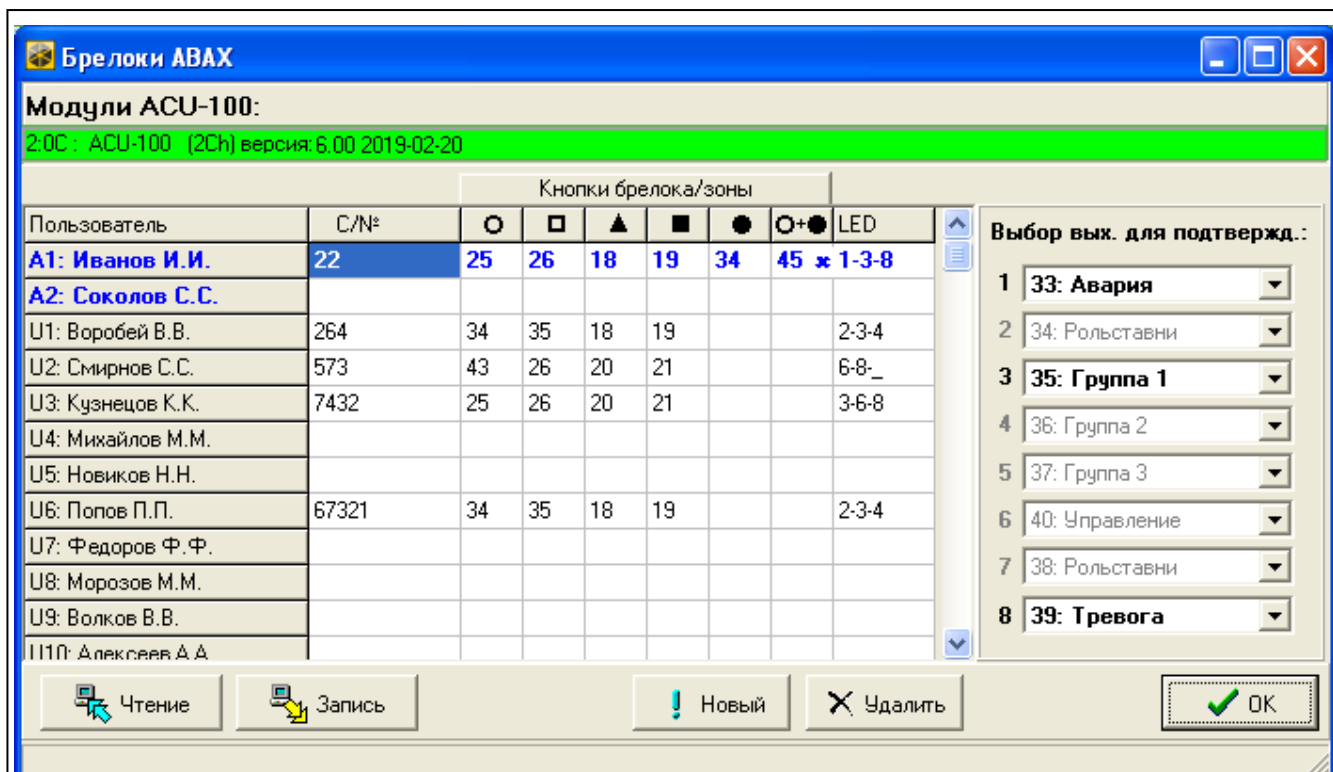 Брелоки ABAX
Модули ACU-100:
2:0C : ACU-100 (2Ch) версия: 6.00 2019-02-20
Кнопки брелока/зоны
Пользователь С/№ LED
A1: Иванов И.И. 22 25 26 18 19 34 45 × 1-3-8
A2: Соколов С.С.
U1: Воробей В.В. 264 34 35 18 19 2-3-4
U2: Смирнов С.С. 573 43 26 20 21 6-8-_
U3: Кузнецов К.К. 7432 25 26 20 21 3-6-8
U4: Михайлов М.М.
U5: Новиков Н.Н.
U6: Попов П.П. 67321 34 35 18 19 2-3-4
U7: Федоров Ф.Ф.
U8: Морозов М.М.
U9: Волков В.В.
U10: Алексеев А.А
Выбор вых. для подтвержд.:
1 33: Авария
2 34: Рольставни
3 35: Группа 1
4 36: Группа 2
5 37: Группа 3
6 40: Управление
7 38: Рольставни
8 39: Тревога
Чтение Запись Новый Удалить OK